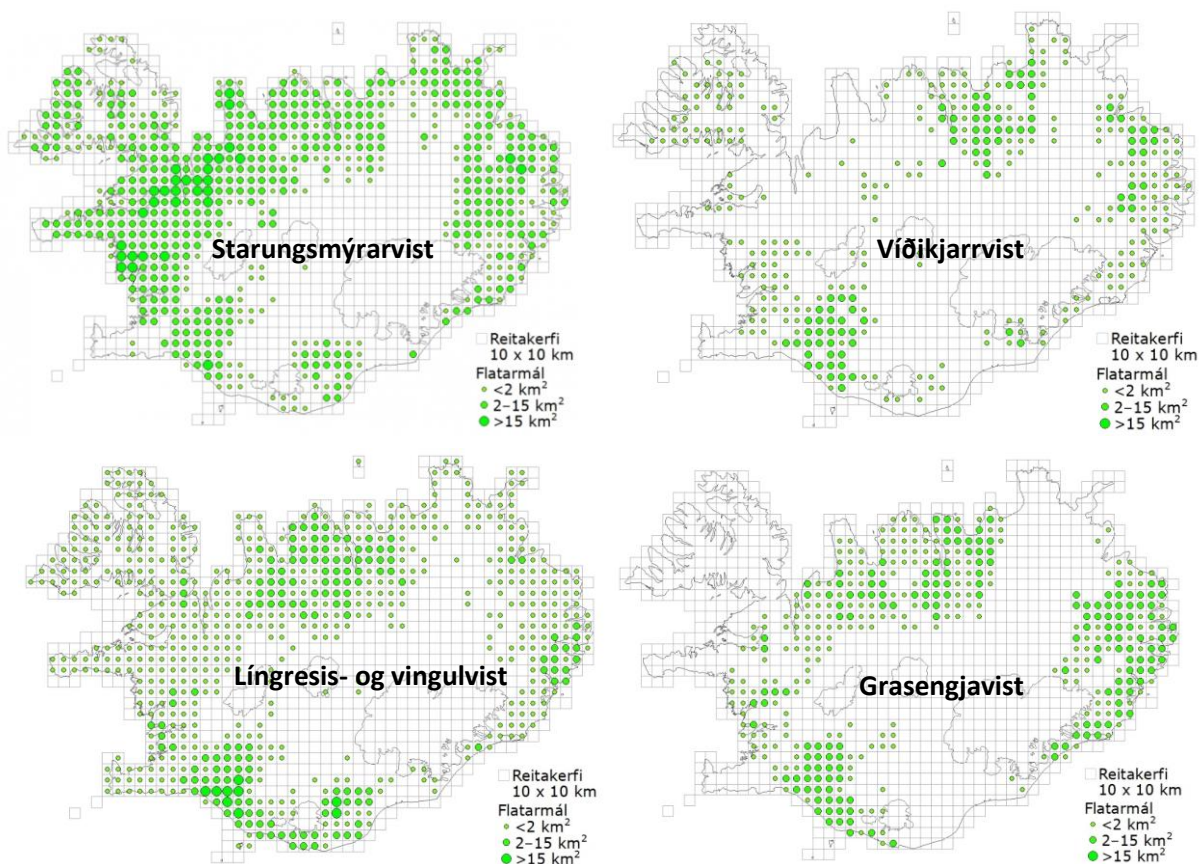 Starungsmýrarvist
Reitakerfi
10 x 10 km
Flatarmál
<2 km²
2–15 km²
>15 km²
Víðikjarrvist
Reitakerfi
10 x 10 km
Flatarmál
<2 km²
2–15 km²
>15 km²
Língresis- og vingulvist
Reitakerfi
10 x 10 km
Flatarmál
<2 km²
2–15 km²
>15 km²
Grasengjavist
Reitakerfi
10 x 10 km
Flatarmál
<2 km²
2–15 km²
>15 km²